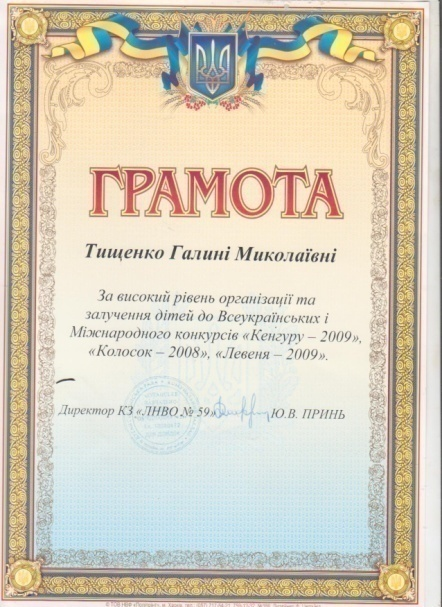 ГРАМОТА
Тищенко Галині Миколаївні
За високий рівень організації та
залучення дітей до Всеукраїнських і
Міжнародного конкурсів «Кенгуру – 2009»,
«Колосок – 2008», «Левеня – 2009».
Директор КЗ «ЛНВО № 59» Ю.В. ПРИНЬ